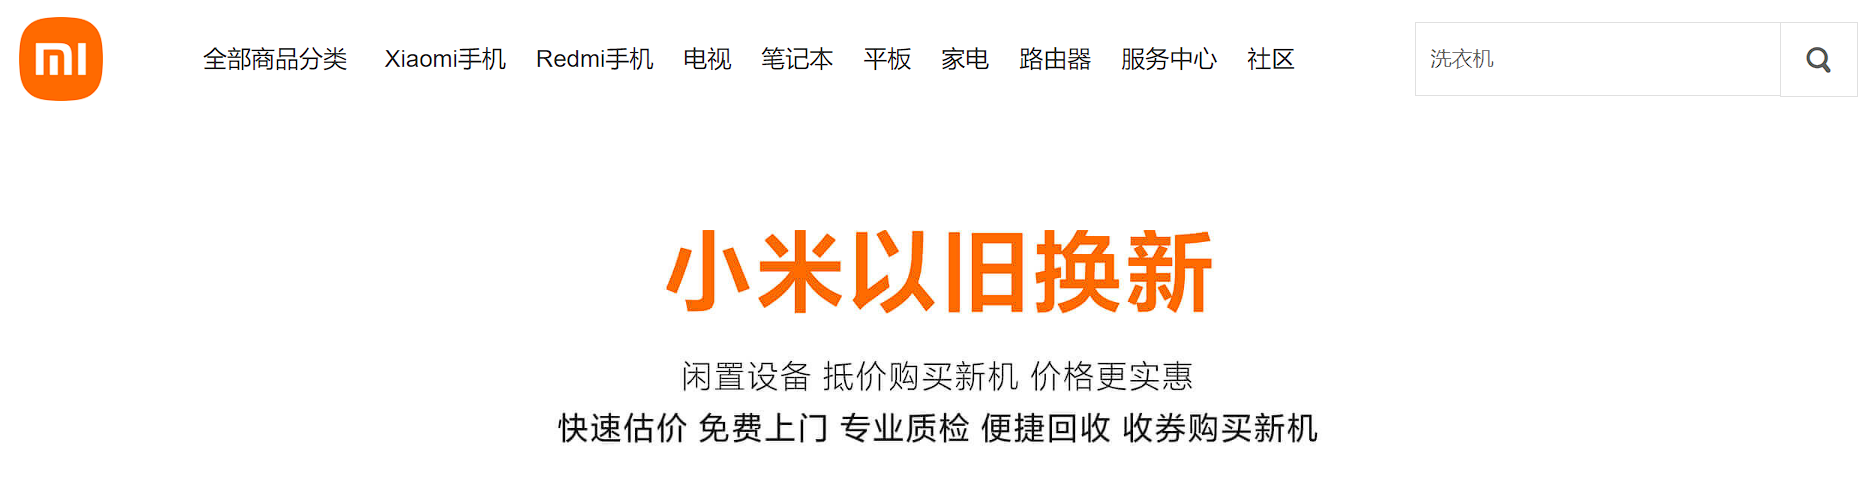 mi
全部商品分类 Xiaomi手机 Redmi手机 电视 笔记本 平板 家电 路由器 服务中心 社区 洗衣机
小米以旧换新
闲置设备 抵价购买新机 价格更实惠
快速估价 免费上门 专业质检 便捷回收 收券购买新机